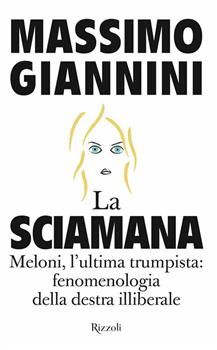 MASSIMO
GIANNINI
La
SCIAMANA
Meloni, l'ultima trumpista:
fenomenologia
della destra illiberale
Rizzoli